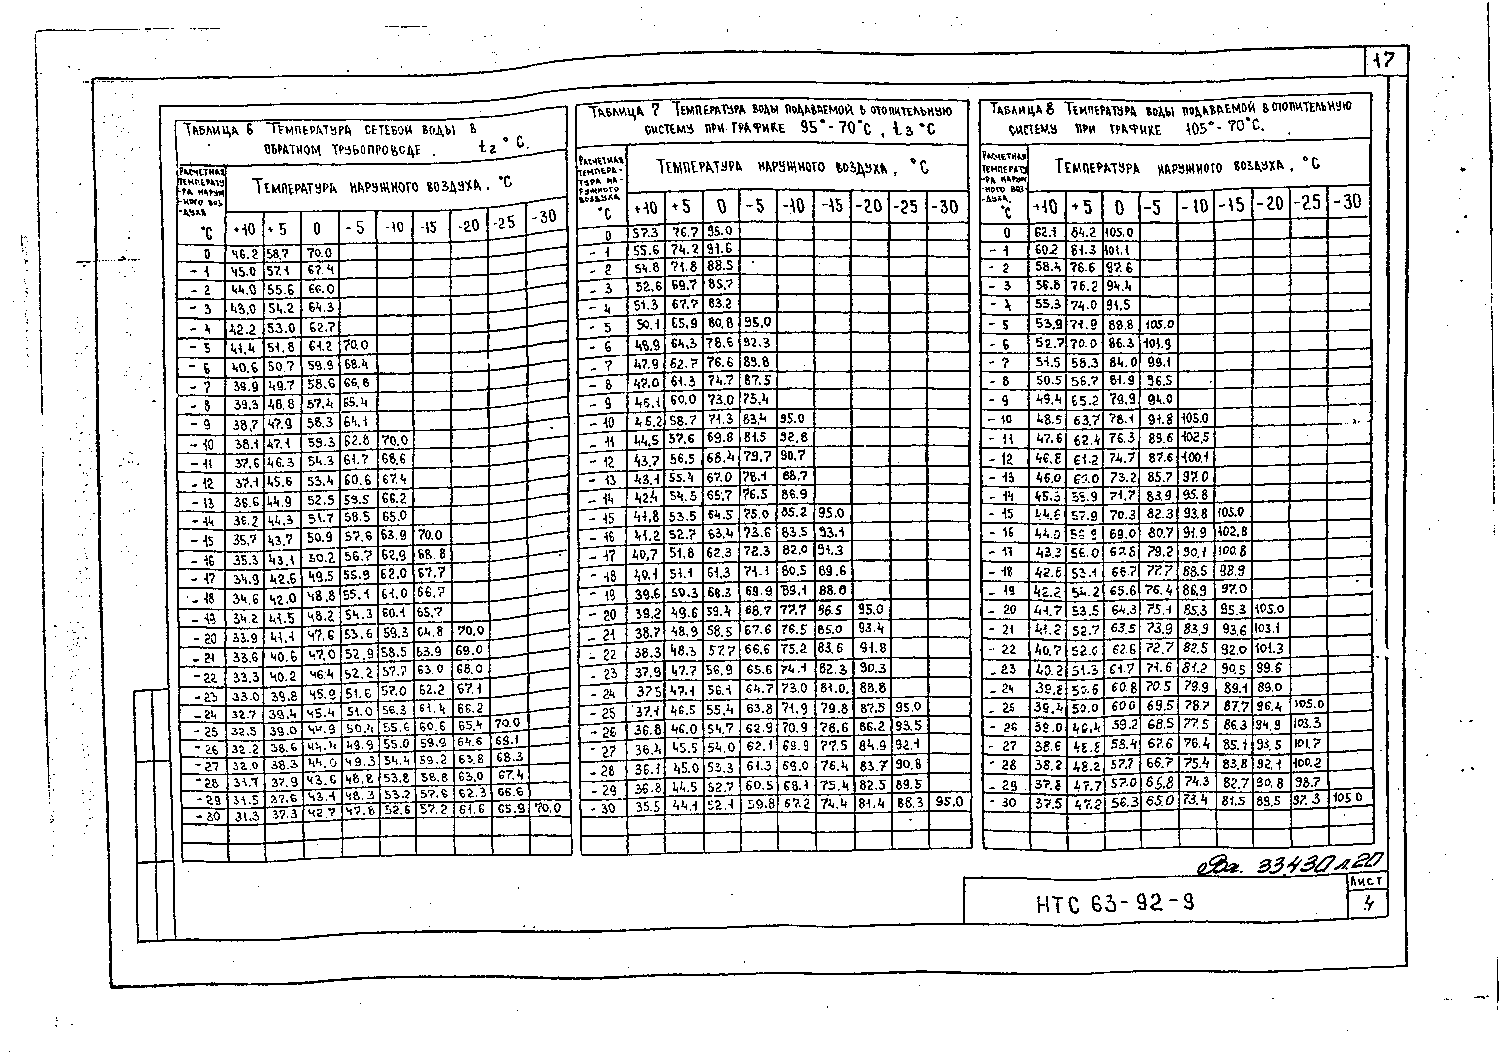 17
Таблица 6 Температура сетевой воды в
обратном трубопроводе t2 °С.
Расчетная температура наружного воздуха °С
Температура наружного воздуха, °С
+10 +5 0 -5 -10 -15 -20 -25 -30
0 46.2 58.7 70.0
-1 45.0 57.1 67.4
-2 44.0 55.6 66.0
-3 43.0 54.2 64.3
-4 42.2 53.0 62.7
-5 41.4 51.8 61.2 70.0
-6 40.6 50.7 59.9 68.4
-7 39.9 49.7 58.6 66.8
-8 39.3 48.8 57.4 65.4
-9 38.7 47.9 58.3 64.1
-10 38.1 47.1 59.3 62.8 70.0
-11 37.6 46.3 54.3 61.7 68.6
-12 37.1 45.6 53.4 60.6 67.4
-13 36.6 44.9 52.5 59.5 66.2
-14 36.2 44.3 51.7 58.5 65.0
-15 35.7 43.7 50.9 57.6 63.9 70.0
-16 35.3 43.1 50.2 56.7 62.9 68.8
-17 34.9 42.6 49.5 55.9 62.0 67.7
-18 34.6 42.0 48.8 55.1 61.0 66.7
-19 34.2 41.5 48.2 54.3 60.1 65.7
-20 33.9 41.1 47.6 53.6 59.3 64.8 70.0
-21 33.6 40.6 47.0 52.9 58.5 63.9 69.0
-22 33.3 40.2 46.4 52.2 57.7 63.0 68.0
-23 33.0 39.8 45.9 51.6 57.0 62.2 67.1
-24 32.7 39.4 45.4 51.0 56.3 61.4 66.2
-25 32.5 39.0 44.9 50.4 55.6 60.6 65.4 70.0
-26 32.2 38.6 44.4 49.9 55.0 59.9 64.6 69.1
-27 32.0 38.3 44.0 49.3 54.4 59.2 63.8 68.3
-28 31.7 37.9 43.6 48.8 53.8 58.8 63.0 67.4
-29 31.5 37.6 43.1 48.3 53.2 57.8 62.3 66.6
-30 31.3 37.3 42.7 47.8 52.6 57.2 61.6 65.9 70.0
Таблица 7 Температура воды подаваемой в отопительную
систему при графике 95°-70°С, t3 °С
Расчетная температура наружного воздуха °С
Температура наружного воздуха, °С
+10 +5 0 -5 -10 -15 -20 -25 -30
0 57.3 76.7 95.0
-1 55.6 74.2 91.6
-2 54.8 71.8 88.5
-3 52.6 69.7 85.7
-4 51.3 67.7 83.2
-5 50.1 65.9 80.8 95.0
-6 48.9 64.3 78.6 92.3
-7 47.9 62.7 76.6 89.8
-8 47.0 61.3 74.7 87.5
-9 46.1 60.0 73.0 75.4
-10 45.2 58.7 71.3 83.4 95.0
-11 44.5 57.6 69.8 81.5 92.8
-12 43.7 56.5 68.4 79.7 90.7
-13 43.1 55.4 67.0 78.1 88.7
-14 42.4 54.5 65.7 76.5 86.9
-15 41.8 53.5 64.5 75.0 85.2 95.0
-16 41.2 52.7 63.4 73.6 83.5 93.1
-17 40.7 51.8 62.3 72.3 82.0 91.3
-18 40.1 51.1 61.3 71.1 80.5 89.6
-19 39.6 50.3 68.3 69.9 89.1 88.0
-20 39.2 49.6 59.4 68.7 77.7 96.5 95.0
-21 38.7 48.9 58.5 67.6 76.5 85.0 93.4
-22 38.3 48.3 57.7 66.6 75.2 83.6 91.8
-23 37.9 47.7 56.9 65.6 74.1 82.3 90.3
-24 375 47.1 56.1 64.7 73.0 81.0 88.8
-25 37.1 46.5 55.4 63.8 71.9 79.8 87.5 95.0
-26 36.8 46.0 54.7 62.9 70.9 78.6 86.2 93.5
-27 36.4 45.5 54.0 62.1 69.9 77.5 84.9 92.1
-28 36.1 45.0 53.3 61.3 69.0 76.4 83.7 90.8
-29 36.8 44.5 52.7 60.5 68.1 75.4 82.5 89.5
-30 35.5 44.1 52.1 59.8 67.2 74.4 81.4 88.3 95.0
Таблица 8 Температура воды подаваемой в отопительную
систему при графике 105°-70°С.
Расчетная температура наружного воздуха. °С
Температура наружного воздуха, °С
+10 +5 0 -5 -10 -15 -20 -25 -30
0 62.1 84.2 105.0
-1 60.2 81.3 101.1
-2 58.4 78.6 97.6
-3 56.8 76.2 94.4
-4 55.3 74.0 91.5
-5 53.9 71.9 88.8 105.0
-6 52.7 70.0 86.3 101.9
-7 51.5 58.3 84.0 99.1
-8 50.5 56.7 81.9 96.5
-9 49.4 65.2 79.9 94.0
-10 48.5 63.7 78.1 91.8 105.0
-11 47.6 62.4 76.3 89.6 102.5
-12 46.8 61.2 74.7 87.6 100.1
-13 46.0 60.0 73.2 85.7 97.0
-14 45.3 58.9 71.7 83.9 95.8
-15 44.6 57.9 70.3 82.3 93.8 105.0
-16 44.0 56.9 69.0 80.7 91.9 102.8
-17 43.3 56.0 67.8 79.2 90.1 100.8
-18 42.6 53.1 66.7 77.7 88.5 98.9
-19 42.2 54.2 65.6 76.4 86.9 97.0
-20 41.7 53.5 64.3 75.1 85.3 95.3 105.0
-21 41.2 52.7 63.5 73.9 83.9 93.6 103.1
-22 40.7 52.0 62.6 72.7 82.5 92.0 101.3
-23 40.2 51.3 61.7 71.6 81.2 90.5 99.6
-24 39.8 50.6 60.8 70.5 79.9 89.1 89.0
-25 39.4 50.0 600 69.5 78.7 87.7 96.4 105.0
-26 39.0 46.4 59.2 68.5 77.5 86.3 94.9 103.3
-27 38.6 48.8 58.4 67.6 76.4 85.1 93.5 101.7
-28 38.2 48.2 57.7 66.7 75.4 83.8 92.1 100.2
-29 37.8 47.7 57.0 65.8 74.3 82.7 90.8 98.7
-30 37.5 47.2 56.3 65.0 73.4 81.5 89.5 97.3 105.0
33430 л.20
НТС 63-92-9
Лист
4